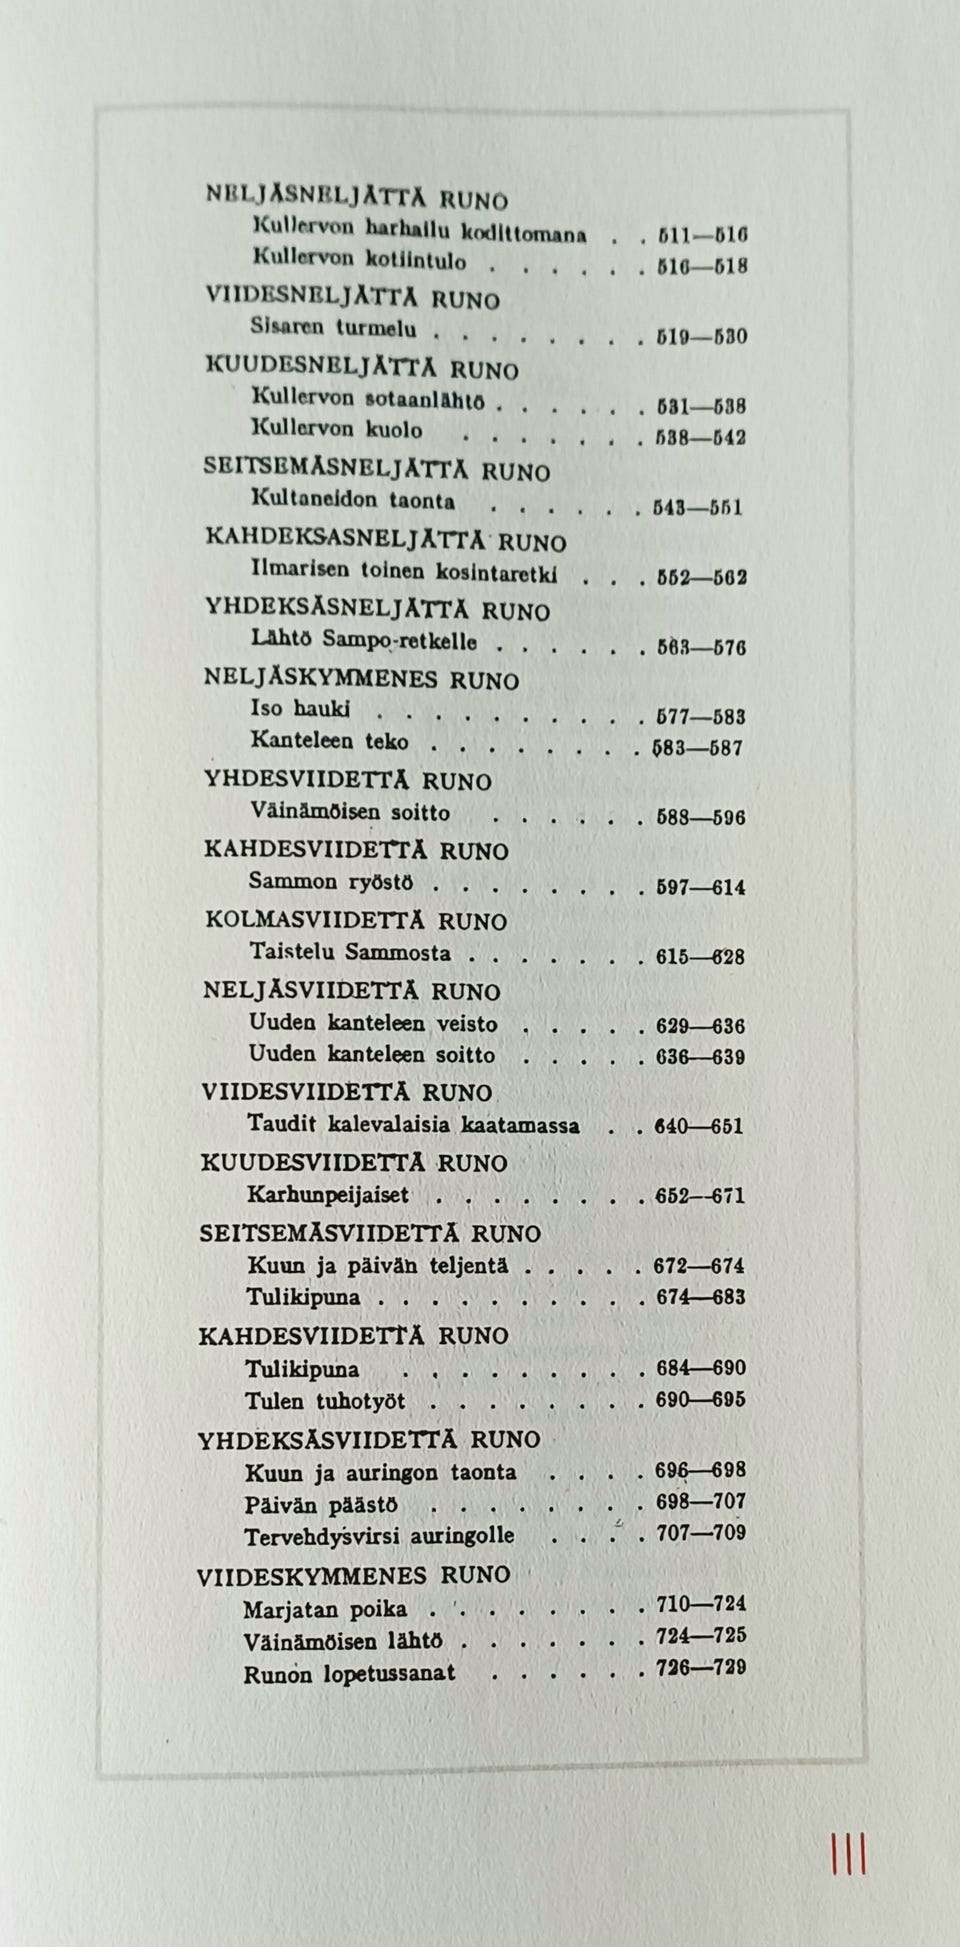 NELJÄSNELJÄTTÄ RUNO
Kullervon harhailu kodittomana . . 511—516
Kullervon kotiintulo . . . . . . 516—518
VIIDESNELJÄTTÄ RUNO
Sisaren turmelu . . . . . . . . 519—530
KUUDESNELJÄTTÄ RUNO
Kullervon sotaanlähtö . . . . . . 531—538
Kullervon kuolo . . . . . . . 538—542
SEITSEMÄSNELJÄTTÄ RUNO
Kultaneidon taonta . . . . . . 543—551
KAHDEKSASNELJÄTTÄ RUNO
Ilmarisen toinen kosintaretki . . . 552—562
YHDEKSÄSNELJÄTTÄ RUNO
Lähtö Sampo-retkelle . . . . . . 563—576
NELJÄSKYMMENES RUNO
Iso hauki . . . . . . . . . . 577—583
Kanteleen teko . . . . . . . . 583—587
YHDESVIIDETTÄ RUNO
Väinämöisen soitto . . . . . . 588—596
KAHDESVIIDETTÄ RUNO
Sammon ryöstö . . . . . . . . 597—614
KOLMASVIIDETTÄ RUNO
Taistelu Sammosta . . . . . . . 615—628
NELJÄSVIIDETTÄ RUNO
Uuden kanteleen veisto . . . . . 629—636
Uuden kanteleen soitto . . . . . 636—639
VIIDESVIIDETTÄ RUNO
Taudit kalevalaisia kaatamassa . . 640—651
KUUDESVIIDETTÄ RUNO
Karhunpeijaiset . . . . . . . . 652—671
SEITSEMÄSVIIDETTÄ RUNO
Kuun ja päivän teljentä . . . . . 672—674
Tulikipuna . . . . . . . . . . 674—683
KAHDESVIIDETTÄ RUNO
Tulikipuna . . . . . . . . . 684—690
Tulen tuhotyöt . . . . . . . . 690—695
YHDEKSÄSVIIDETTÄ RUNO
Kuun ja auringon taonta . . . . 696—698
Päivän päästö . . . . . . . . 698—707
Tervehdysvirsi auringolle . . . . 707—709
VIIDESKYMMENES RUNO
Marjatan poika . . . . . . . . 710—724
Väinämöisen lähtö . . . . . . . 724—725
Runon lopetussanat . . . . . . 726—729
III